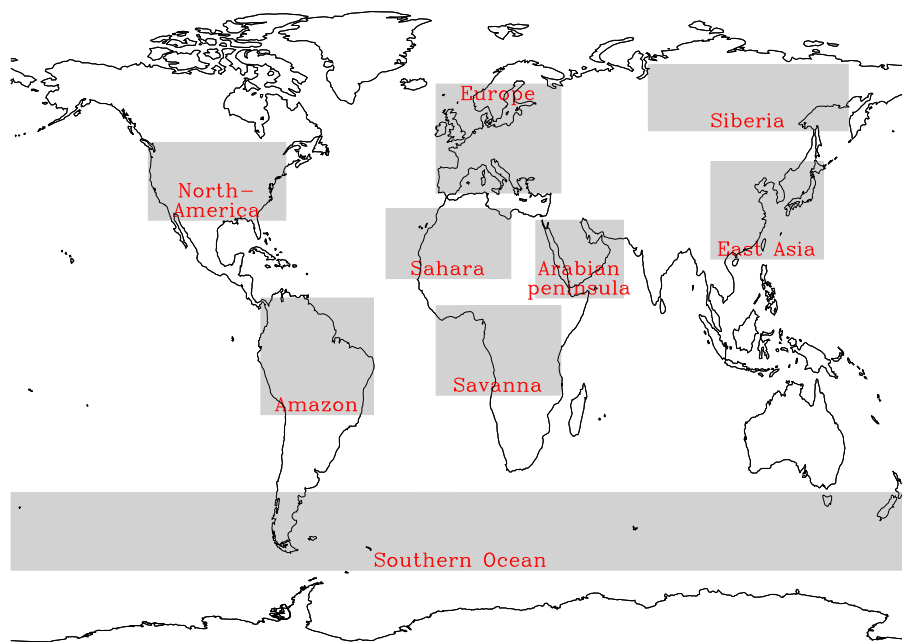 Europe
Siberia
North-
America
East Asia
Sahara
Arabian
peninsula
Savanna
Amazon
Southern Ocean